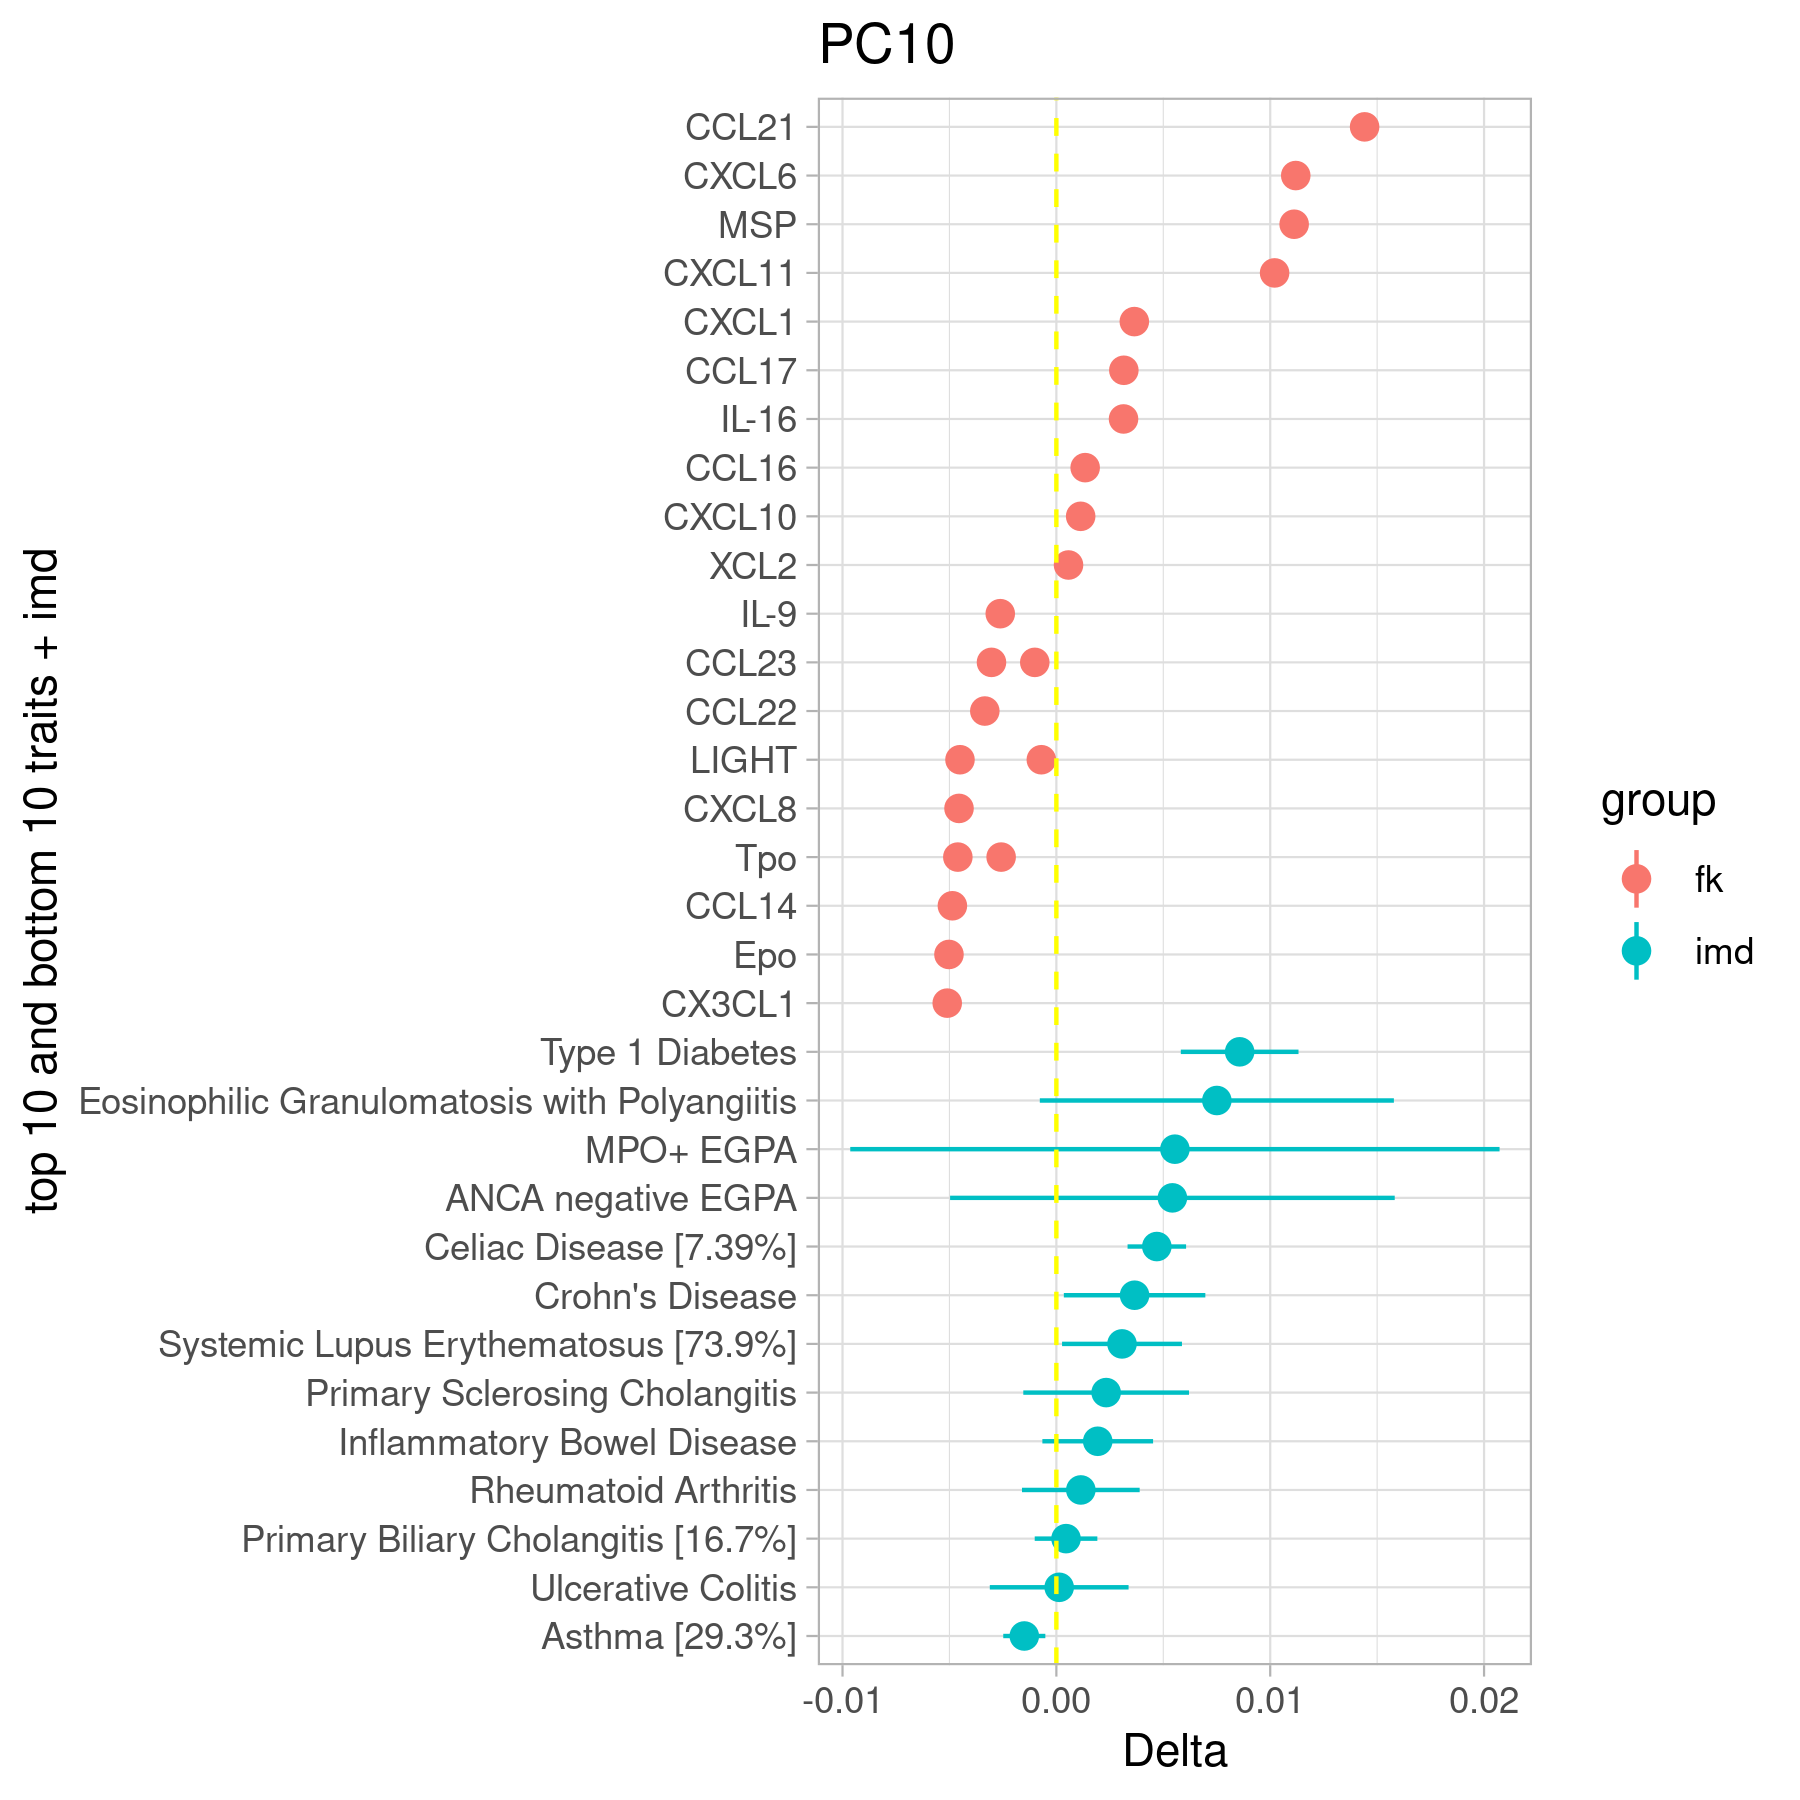 PC10
CCL21
CXCL6
MSP
CXCL11
CXCL1
CCL17
IL-16
CCL16
CXCL10
XCL2
IL-9
CCL23
CCL22
LIGHT
CXCL8
Tpo
CCL14
Epo
CX3CL1
Type 1 Diabetes
Eosinophilic Granulomatosis with Polyangiitis
MPO+ EGPA
ANCA negative EGPA
Celiac Disease [7.39%]
Crohn's Disease
Systemic Lupus Erythematosus [73.9%]
Primary Sclerosing Cholangitis
Inflammatory Bowel Disease
Rheumatoid Arthritis
Primary Biliary Cholangitis [16.7%]
Ulcerative Colitis
Asthma [29.3%]
top 10 and bottom 10 traits + imd
-0.01 0.00 0.01 0.02
Delta
group
fk
imd